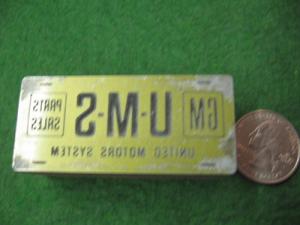 GM U-M-S PARTS
SALES
UNITED MOTORS SYSTEM